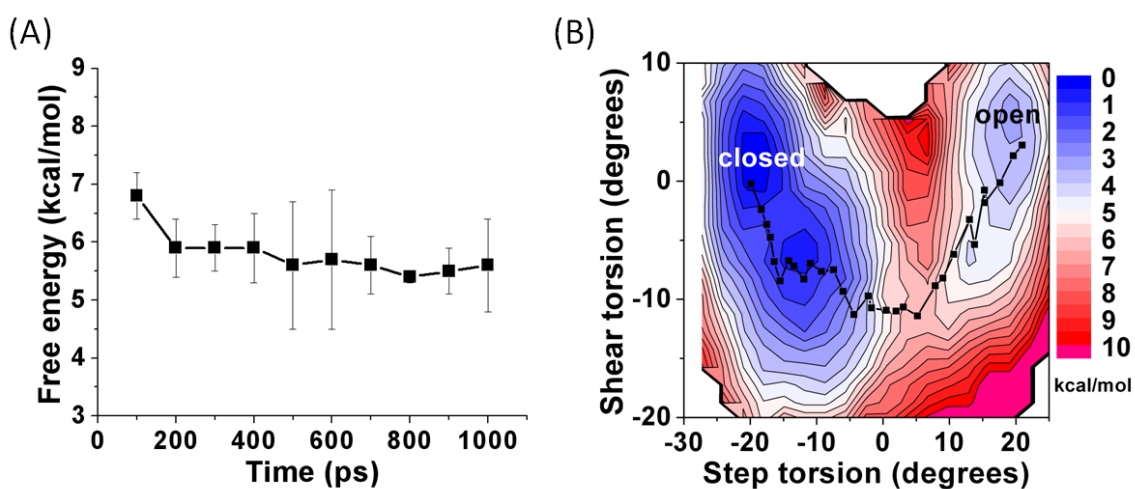 (A)
9
8
7
6
5
4
3
Free energy (kcal/mol)
0 200 400 600 800 1000
Time (ps)
(B)
10
0
-10
-20
Shear torsion (degrees)
-30 -20 -10 0 10 20
Step torsion (degrees)
closed
open
0
1
2
3
4
5
6
7
8
9
10
kcal/mol